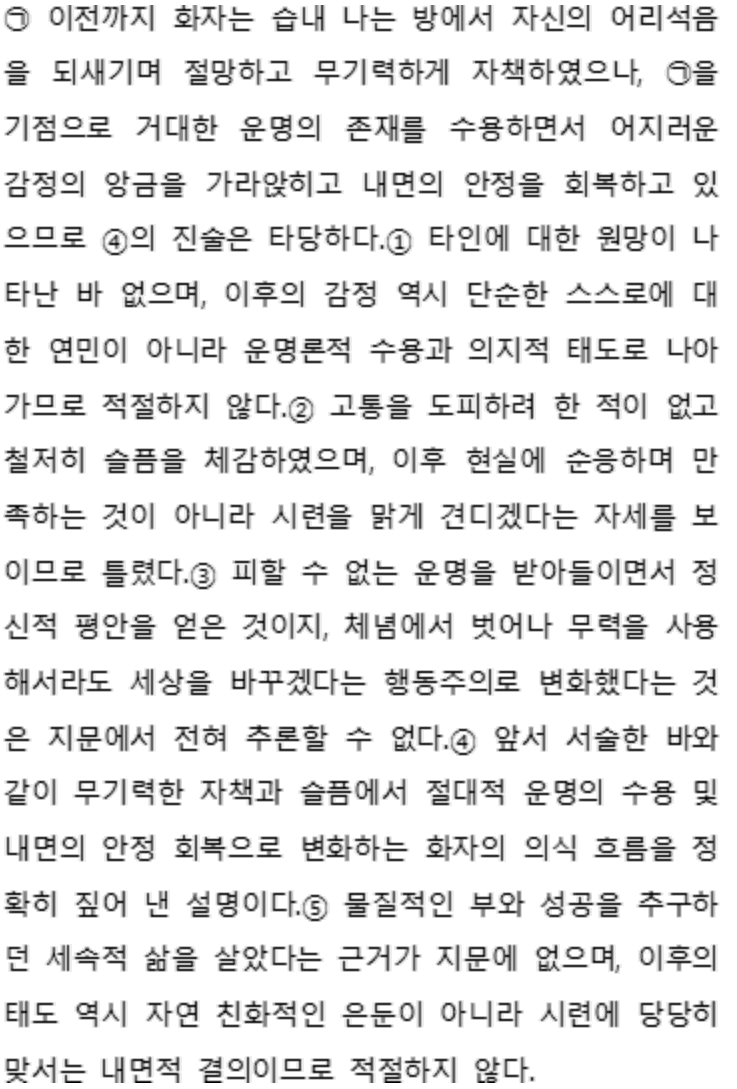 ㉠ 이전까지 화자는 습내 나는 방에서 자신의 어리석음
을 되새기며 절망하고 무기력하게 자책하였으나, ㉠을
기점으로 거대한 운명의 존재를 수용하면서 어지러운
감정의 앙금을 가라앉히고 내면의 안정을 회복하고 있
으므로 ④의 진술은 타당하다.① 타인에 대한 원망이 나
타난 바 없으며, 이후의 감정 역시 단순한 스스로에 대
한 연민이 아니라 운명론적 수용과 의지적 태도로 나아
가므로 적절하지 않다.② 고통을 도피하려 한 적이 없고
철저히 슬픔을 체감하였으며, 이후 현실에 순응하며 만
족하는 것이 아니라 시련을 맑게 견디겠다는 자세를 보
이므로 틀렸다.③ 피할 수 없는 운명을 받아들이면서 정
신적 평안을 얻은 것이지, 체념에서 벗어나 무력을 사용
해서라도 세상을 바꾸겠다는 행동주의로 변화했다는 것
은 지문에서 전혀 추론할 수 없다.④ 앞서 서술한 바와
같이 무기력한 자책과 슬픔에서 절대적 운명의 수용 및
내면의 안정 회복으로 변화하는 화자의 의식 흐름을 정
확히 짚어 낸 설명이다.⑤ 물질적인 부와 성공을 추구하
던 세속적 삶을 살았다는 근거가 지문에 없으며, 이후의
태도 역시 자연 친화적인 은둔이 아니라 시련에 당당히
맞서는 내면적 결의이므로 적절하지 않다.